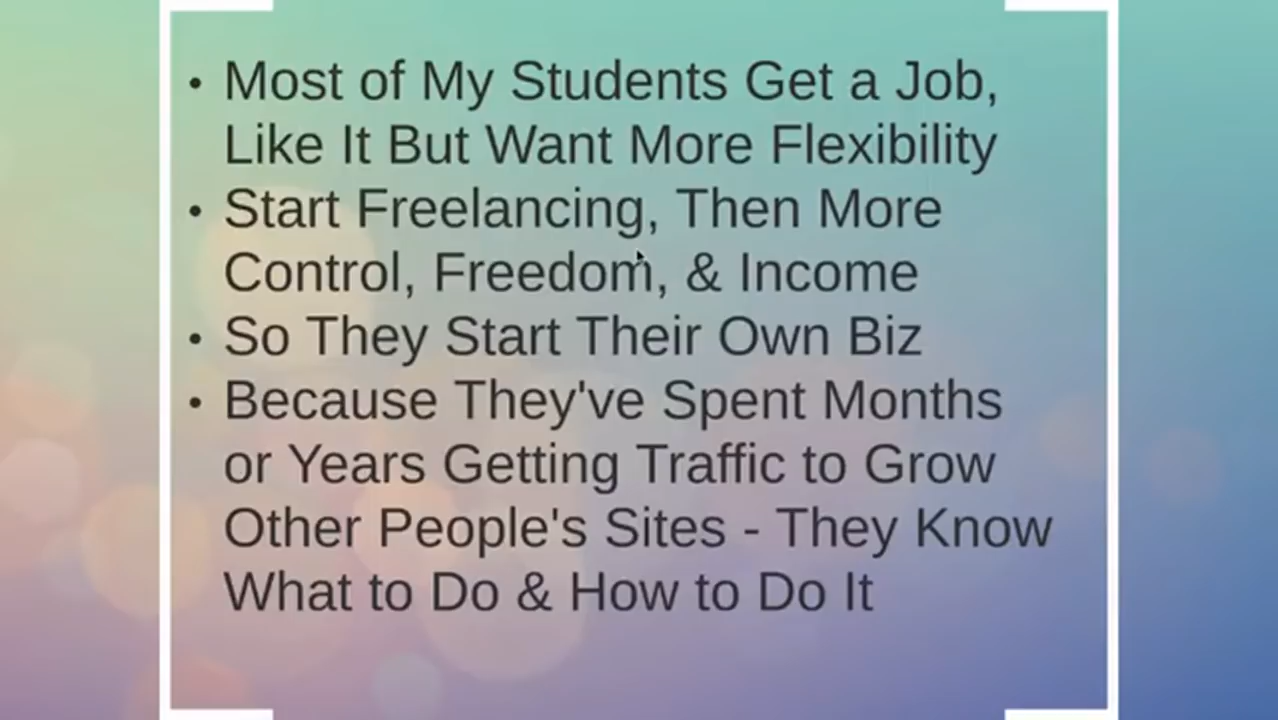 • Most of My Students Get a Job,
Like It But Want More Flexibility
• Start Freelancing, Then More
Control, Freedom, & Income
• So They Start Their Own Biz
• Because They've Spent Months
or Years Getting Traffic to Grow
Other People's Sites - They Know
What to Do & How to Do It